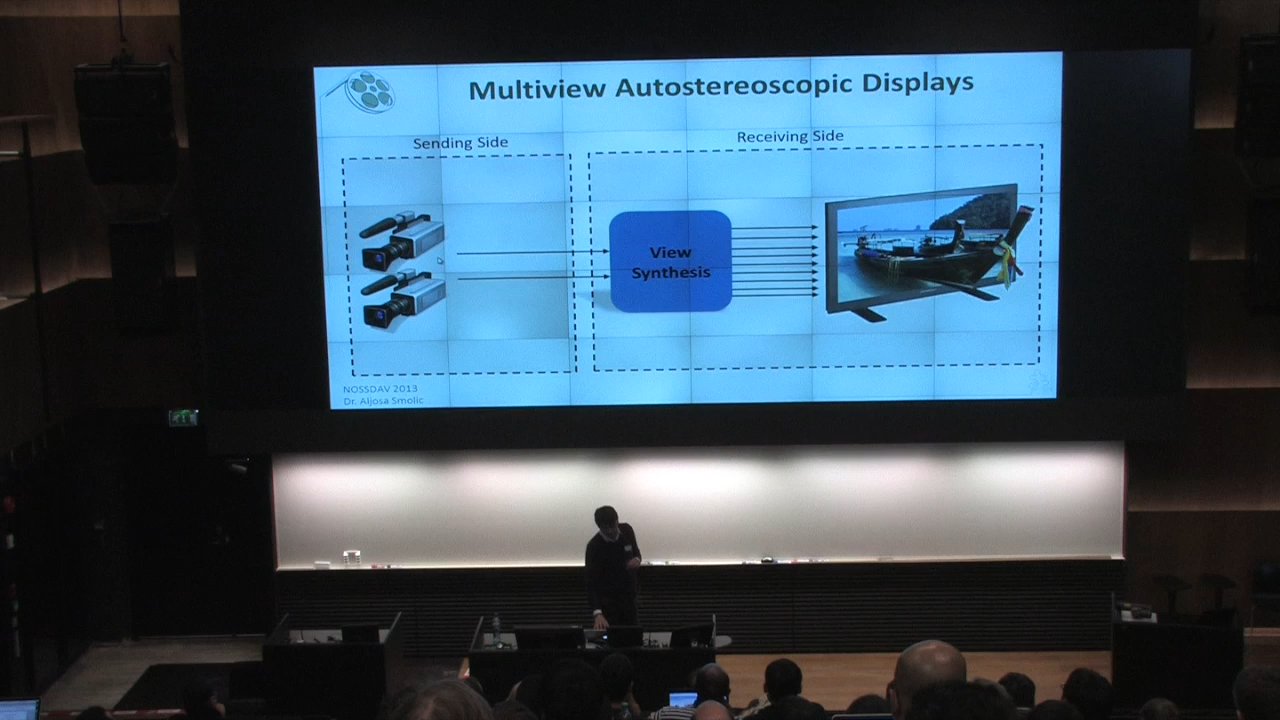 Multiview Autostereoscopic Displays
Sending Side
Receiving Side
View
Synthesis
NOSSDAV 2013
Dr. Aljosa Smolic